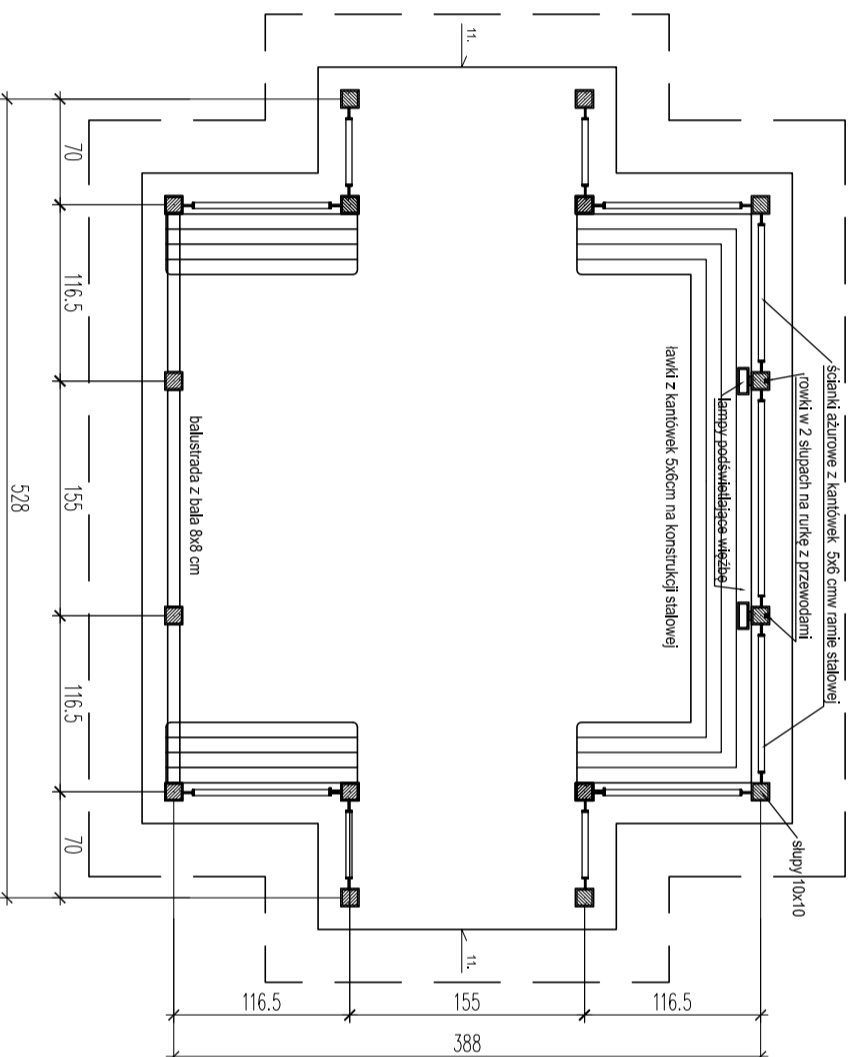 11.
ścianki ażurowe z kantówek 5x6 cmw ramie stalowej
rowki w 2 słupach na rurkę z przewodami
lampy podświetlające więźbę
ławki z kantówek 5x6cm na konstrukcji stalowej
balustrada z bala 8x8 cm
słupy 10x10
70
116.5
155
116.5
70
528
11.
116.5
155
116.5
388